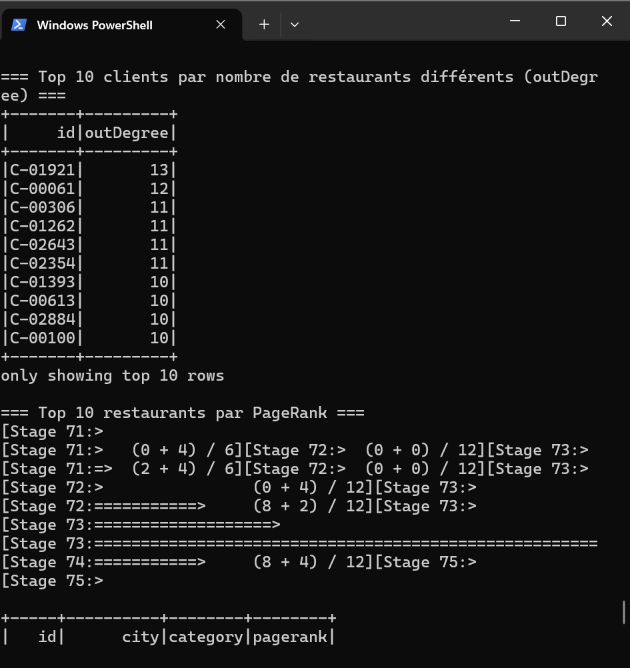 Windows PowerShell
=== Top 10 clients par nombre de restaurants différents (outDegr
ee) ===
+-------+---------+
|     id|outDegree|
+-------+---------+
|C-01921|       13|
|C-00061|       12|
|C-00306|       11|
|C-01262|       11|
|C-02643|       11|
|C-02354|       11|
|C-01393|       10|
|C-00613|       10|
|C-02884|       10|
|C-00100|       10|
+-------+---------+
only showing top 10 rows
=== Top 10 restaurants par PageRank ===
[Stage 71:>
[Stage 71:>   (0 + 4) / 6][Stage 72:>  (0 + 0) / 12][Stage 73:>
[Stage 71:=>  (2 + 4) / 6][Stage 72:>  (0 + 0) / 12][Stage 73:>
[Stage 72:>                (0 + 4) / 12][Stage 73:>
[Stage 72:===========>     (8 + 2) / 12][Stage 73:>
[Stage 73:===================>
[Stage 73:======================================================
[Stage 74:===========>     (8 + 4) / 12][Stage 75:>
[Stage 75:>
+-----+----------+--------+--------+
|   id|      city|category|pagerank|